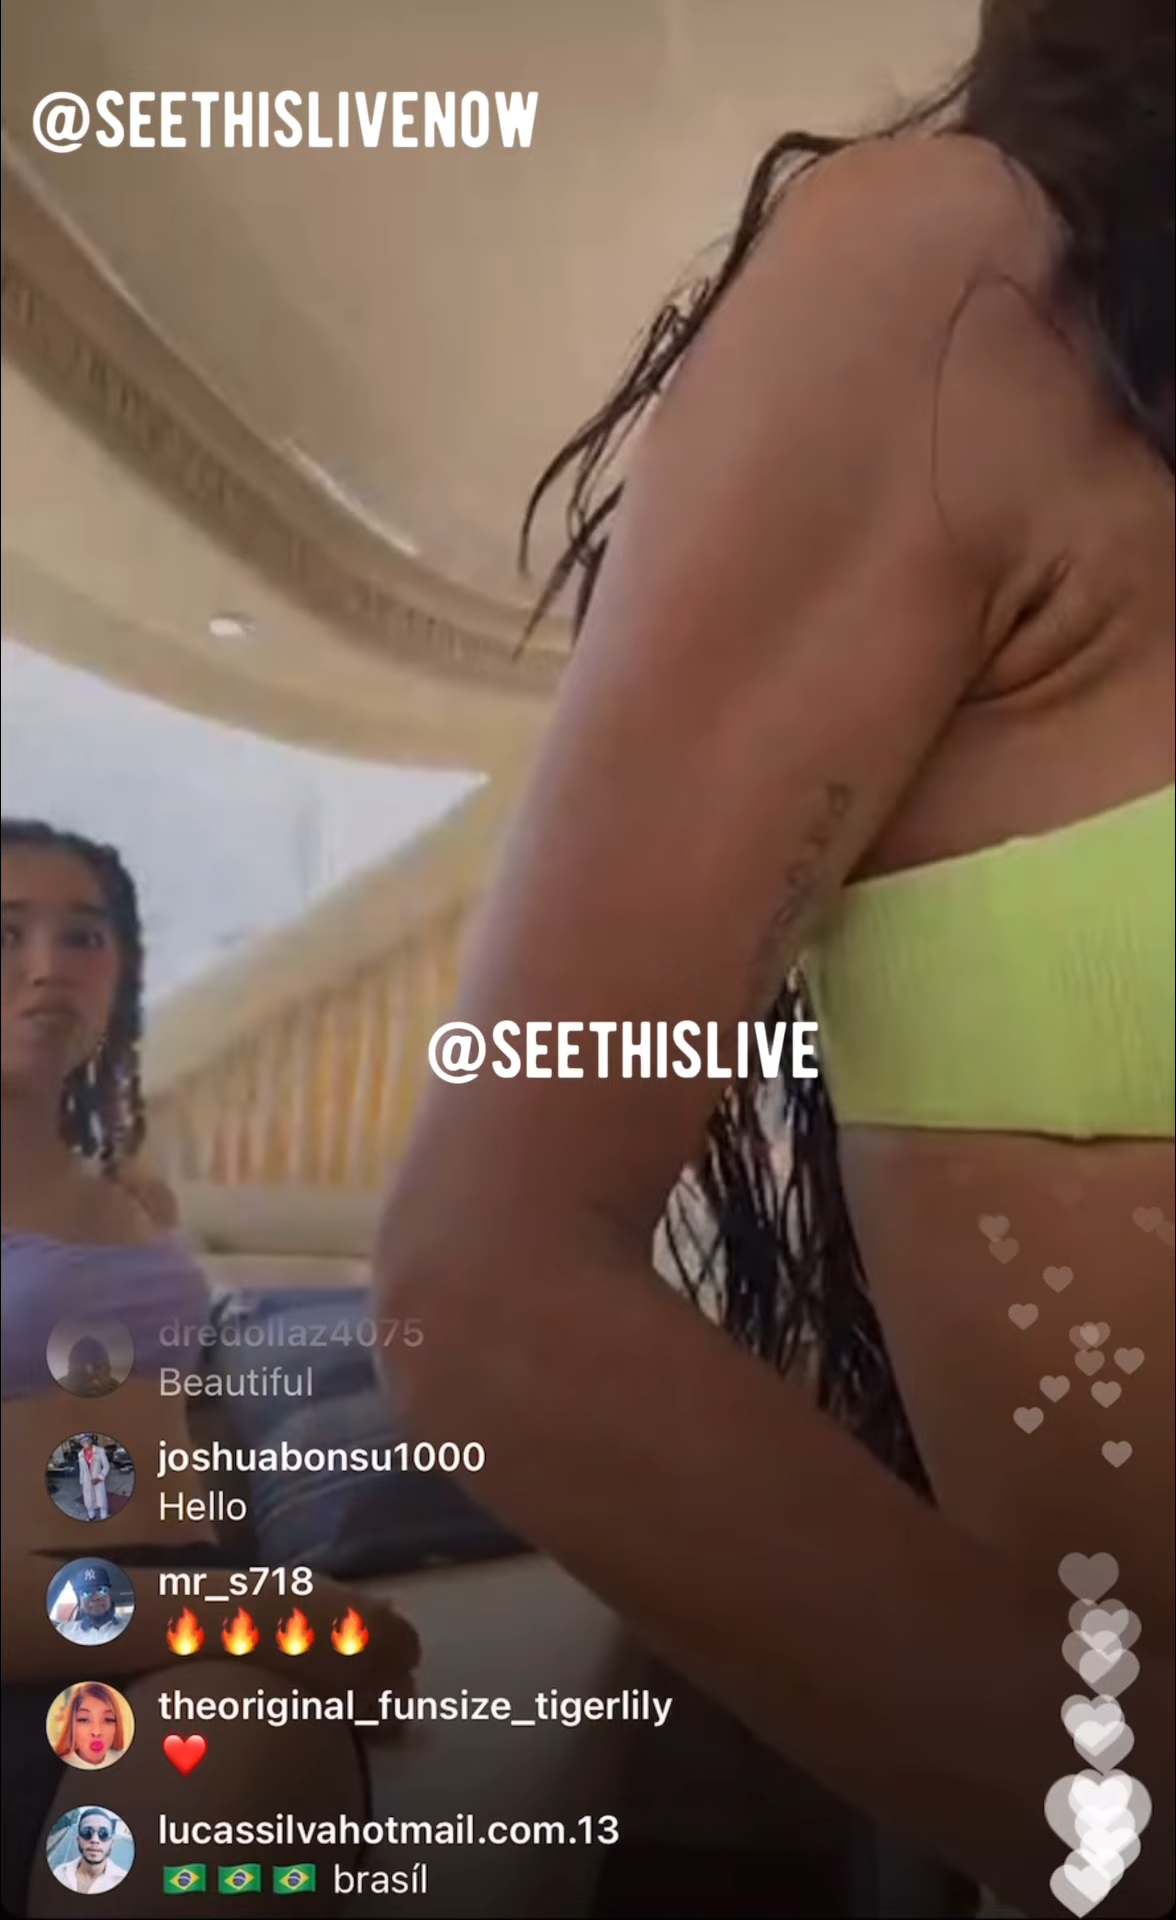 @SEETHISLIVENOW
@SEETHISLIVE
dredollaz4075
Beautiful
joshuabonsu1000
Hello
mr_s718
🔥🔥🔥🔥
theoriginal_funsize_tigerlily
❤️
lucassilvahotmail.com.13
🇧🇷🇧🇷🇧🇷 brasíl